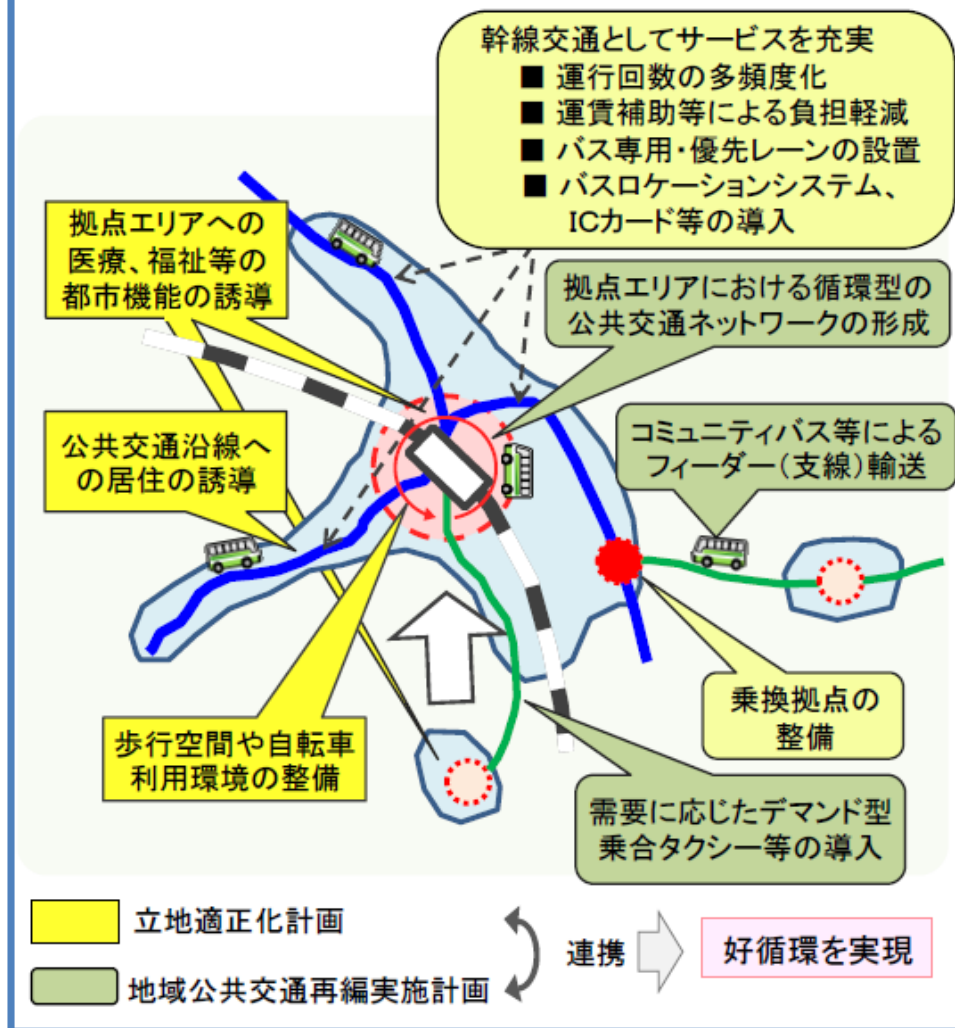 幹線交通としてサービスを充実
■ 運行回数の多頻度化
■ 運賃補助等による負担軽減
■ バス専用・優先レーンの設置
■ バスロケーションシステム、
ICカード等の導入
拠点エリアへの
医療、福祉等の
都市機能の誘導
拠点エリアにおける循環型の
公共交通ネットワークの形成
公共交通沿線へ
の居住の誘導
コミュニティバス等による
フィーダー(支線)輸送
歩行空間や自転車
利用環境の整備
乗換拠点の
整備
需要に応じたデマンド型
乗合タクシー等の導入
立地適正化計画
地域公共交通再編実施計画
連携
好循環を実現